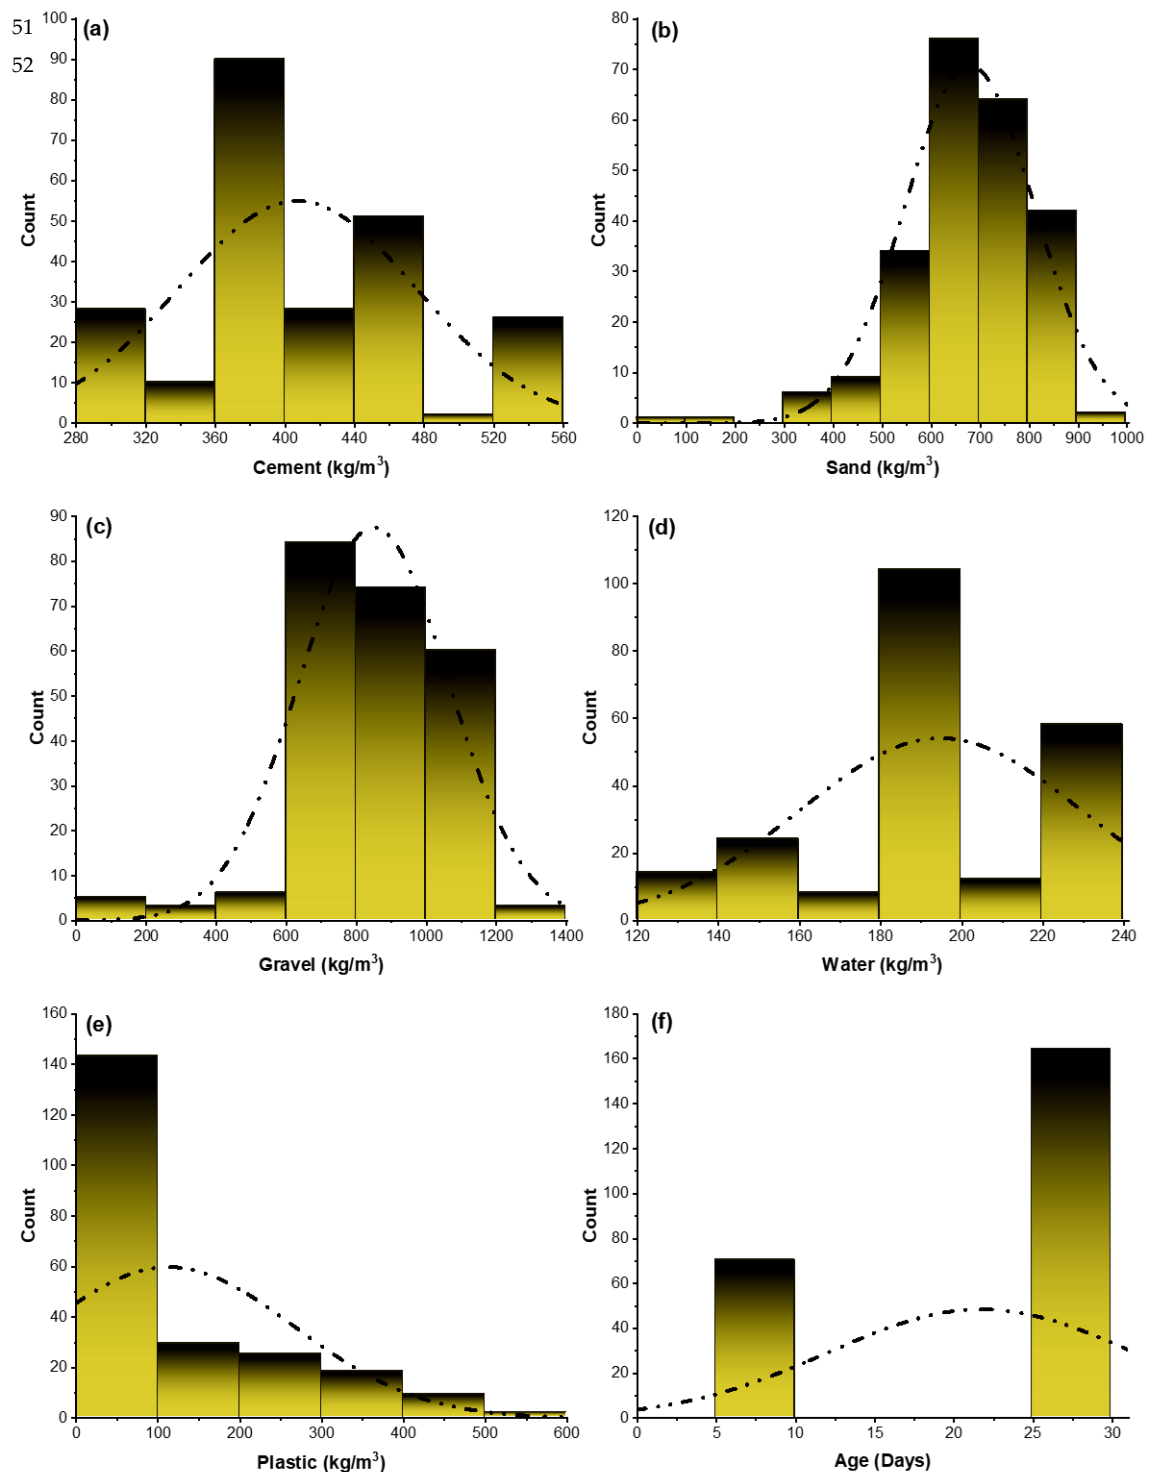 51
52
(a)
100
90
80
70
60
50
40
30
20
10
0
Count
280 320 360 400 440 480 520 560
Cement (kg/m³)
(b)
80
70
60
50
40
30
20
10
0
Count
0 100 200 300 400 500 600 700 800 900 1000
Sand (kg/m³)
(c)
90
80
70
60
50
40
30
20
10
0
Count
0 200 400 600 800 1000 1200 1400
Gravel (kg/m³)
(d)
120
100
80
60
40
20
0
Count
120 140 160 180 200 220 240
Water (kg/m³)
(e)
160
140
120
100
80
60
40
20
0
Count
0 100 200 300 400 500 600
Plastic (kg/m³)
(f)
180
160
140
120
100
80
60
40
20
0
Count
0 5 10 15 20 25 30
Age (Days)